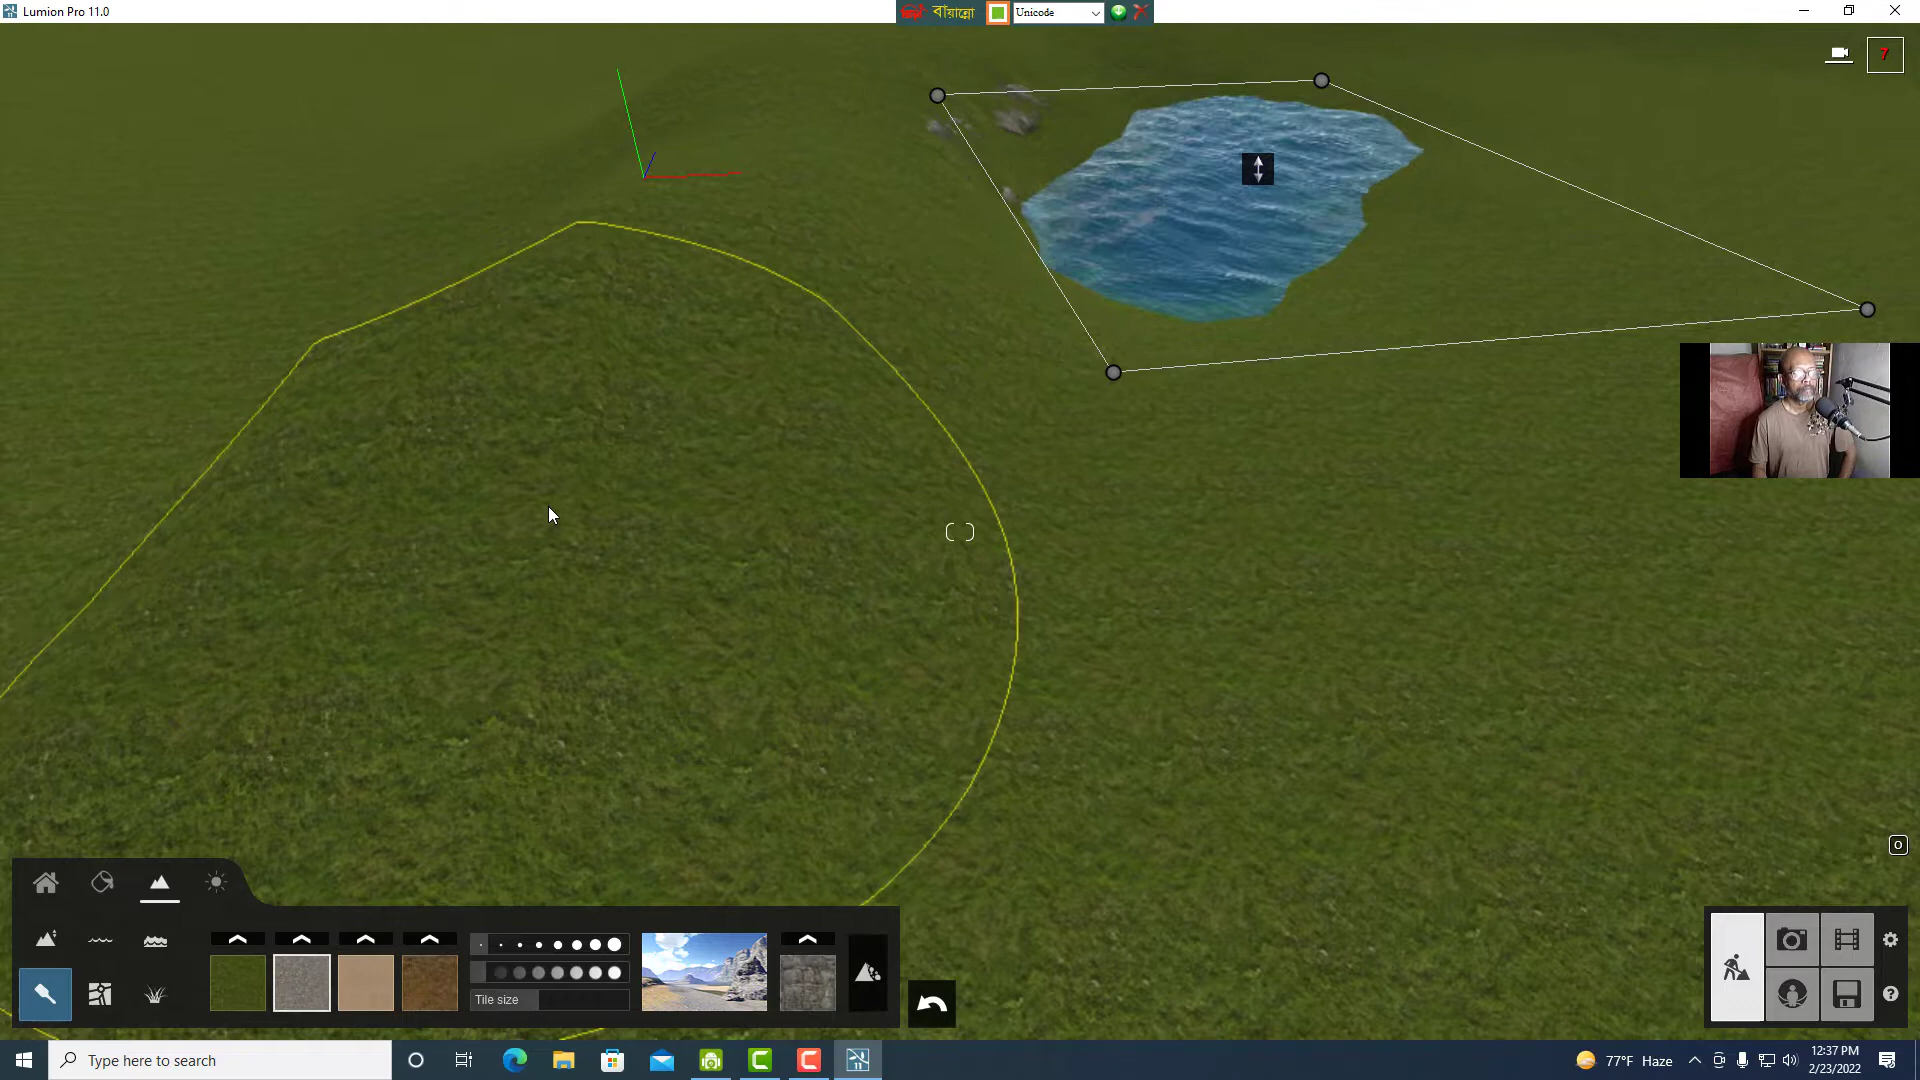 Lumion Pro 11.0
বায়ান্নো
Unicode
7
Tile size
Type here to search
77°F Haze
12:37 PM
2/23/2022